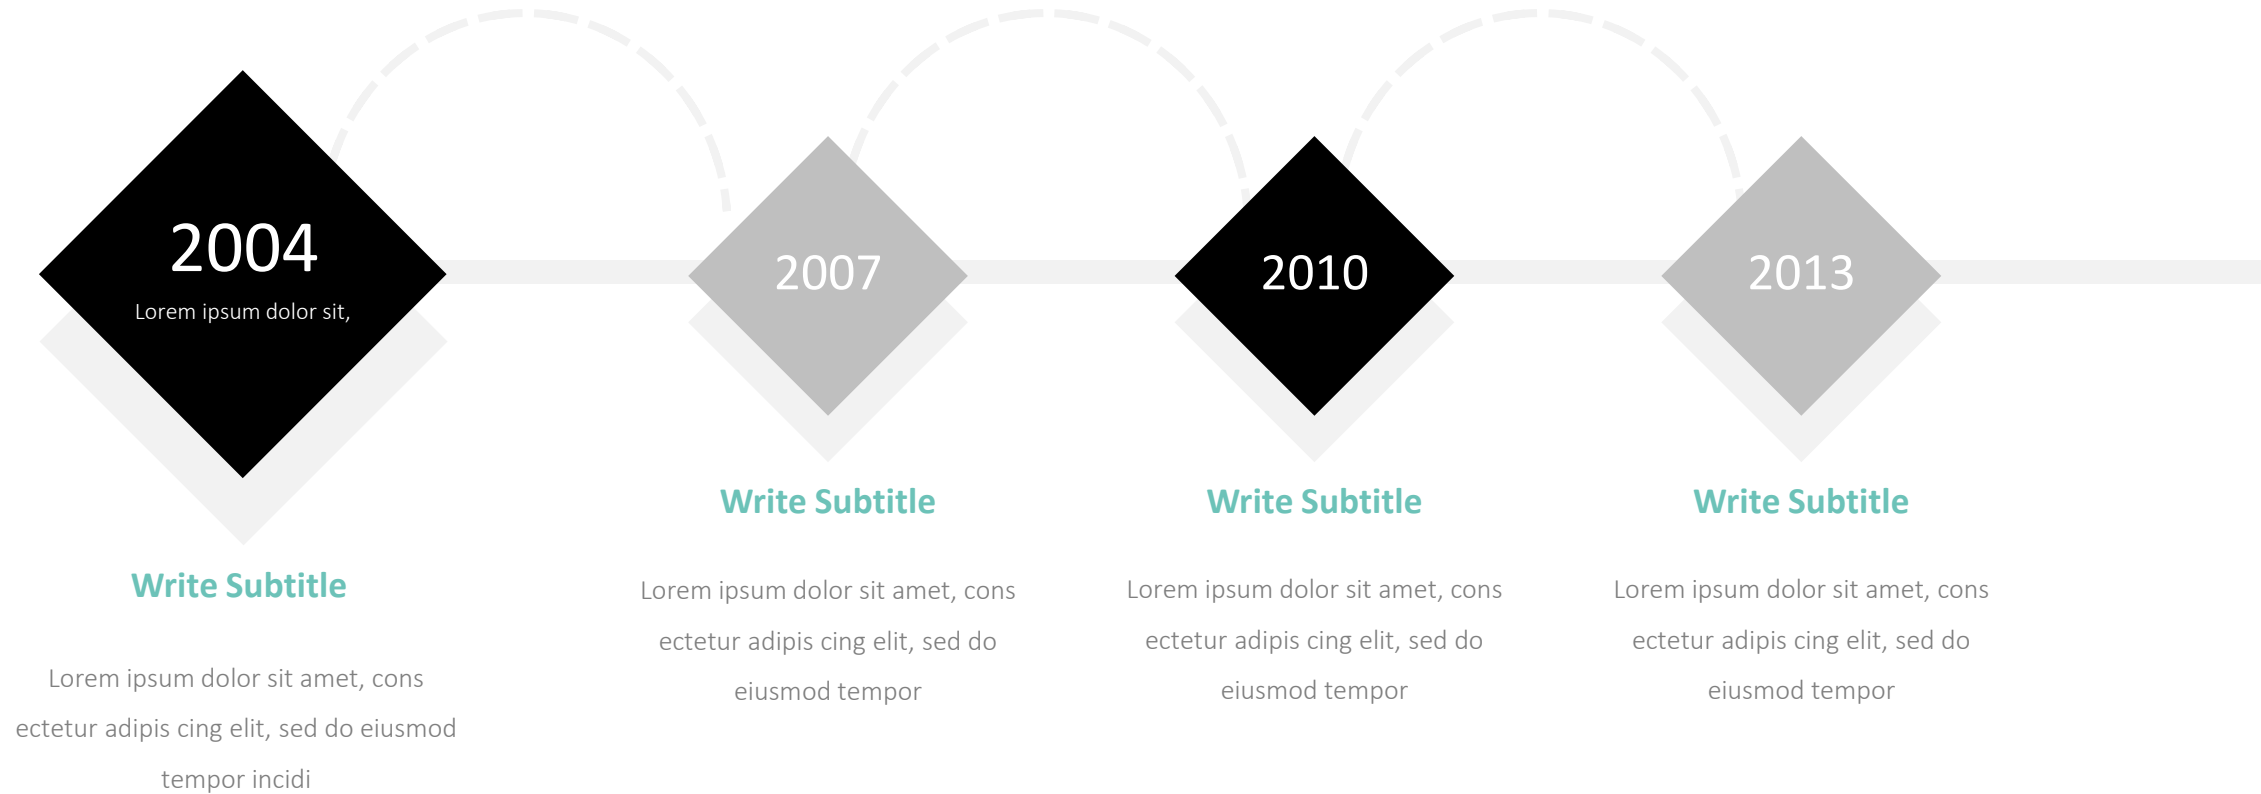 2004
Lorem ipsum dolor sit,
Write Subtitle
Lorem ipsum dolor sit amet, cons
ectetur adipis cing elit, sed do eiusmod
tempor incidi
2007
Write Subtitle
Lorem ipsum dolor sit amet, cons
ectetur adipis cing elit, sed do
eiusmod tempor
2010
Write Subtitle
Lorem ipsum dolor sit amet, cons
ectetur adipis cing elit, sed do
eiusmod tempor
2013
Write Subtitle
Lorem ipsum dolor sit amet, cons
ectetur adipis cing elit, sed do
eiusmod tempor